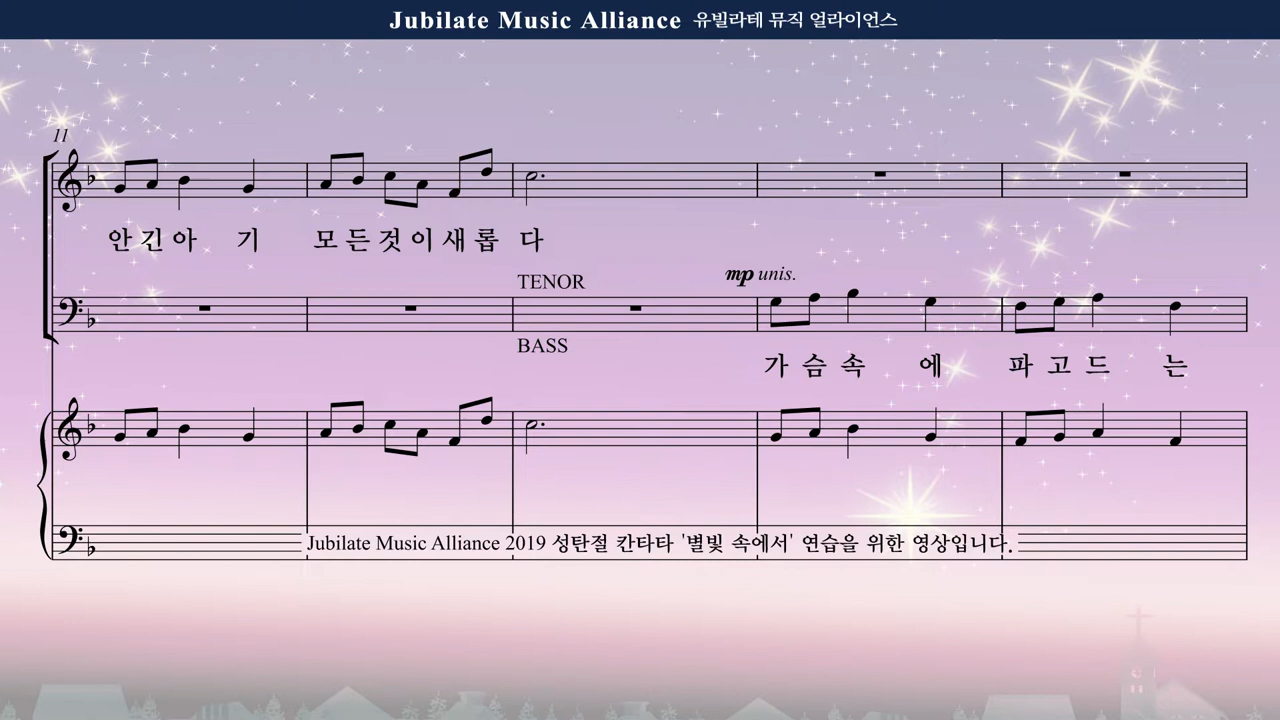 Jubilate Music Alliance 유빌라테 뮤직 얼라이언스
11
안 긴 아 기 모 든 것 이 새 롭 다
TENOR
mp unis.
BASS
가 슴 속 에 파 고 드 는
Jubilate Music Alliance 2019 성탄절 칸타타 '별빛 속에서' 연습을 위한 영상입니다.